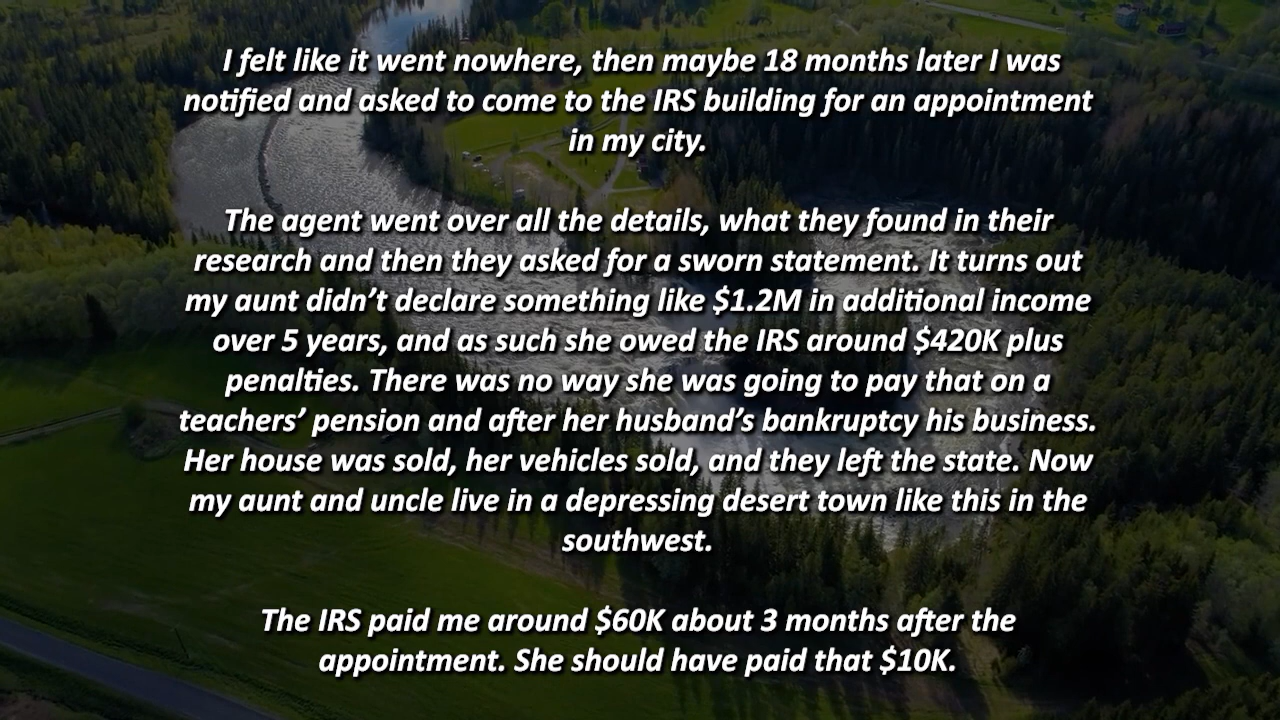 I felt like it went nowhere, then maybe 18 months later I was
notified and asked to come to the IRS building for an appointment
in my city.
The agent went over all the details, what they found in their
research and then they asked for a sworn statement. It turns out
my aunt didn’t declare something like $1.2M in additional income
over 5 years, and as such she owed the IRS around $420K plus
penalties. There was no way she was going to pay that on a
teachers’ pension and after her husband’s bankruptcy his business.
Her house was sold, her vehicles sold, and they left the state. Now
my aunt and uncle live in a depressing desert town like this in the
southwest.
The IRS paid me around $60K about 3 months after the
appointment. She should have paid that $10K.